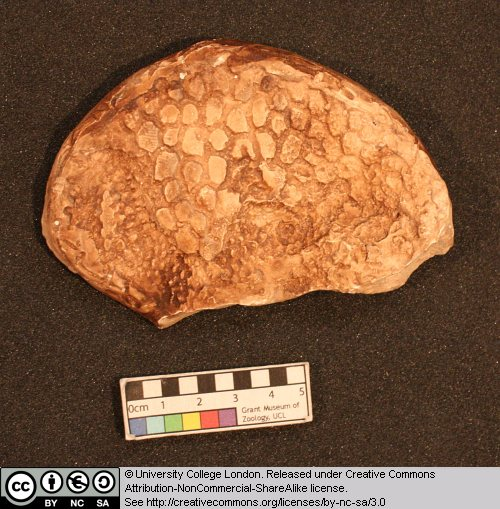 0cm 1 2 3 4 5
Grant Museum of
Zoology, UCL
cc BY NC SA
© University College London. Released under Creative Commons
Attribution-NonCommercial-ShareAlike license.
See http://creativecommons.org/licenses/by-nc-sa/3.0